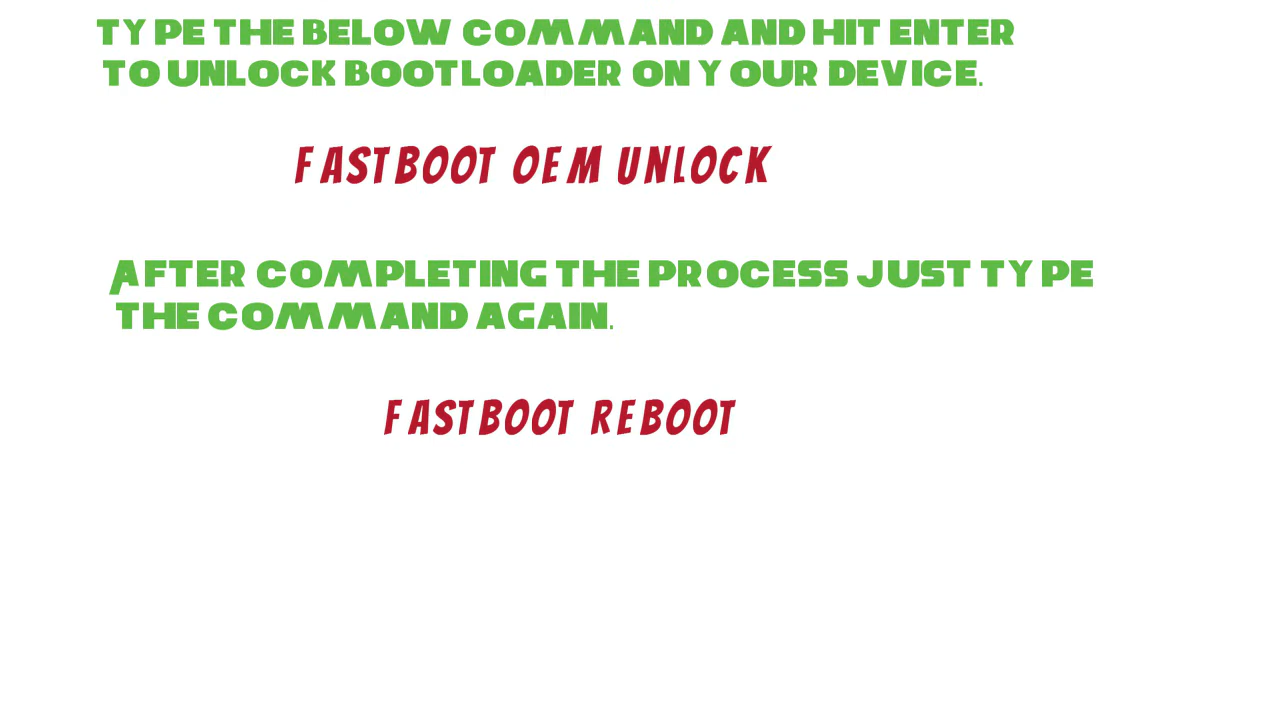 TYPE THE BELOW COMMAND AND HIT ENTER
TO UNLOCK BOOTLOADER ON YOUR DEVICE.
FASTBOOT OEM UNLOCK
AFTER COMPLETING THE PROCESS JUST TYPE
THE COMMAND AGAIN.
FASTBOOT REBOOT